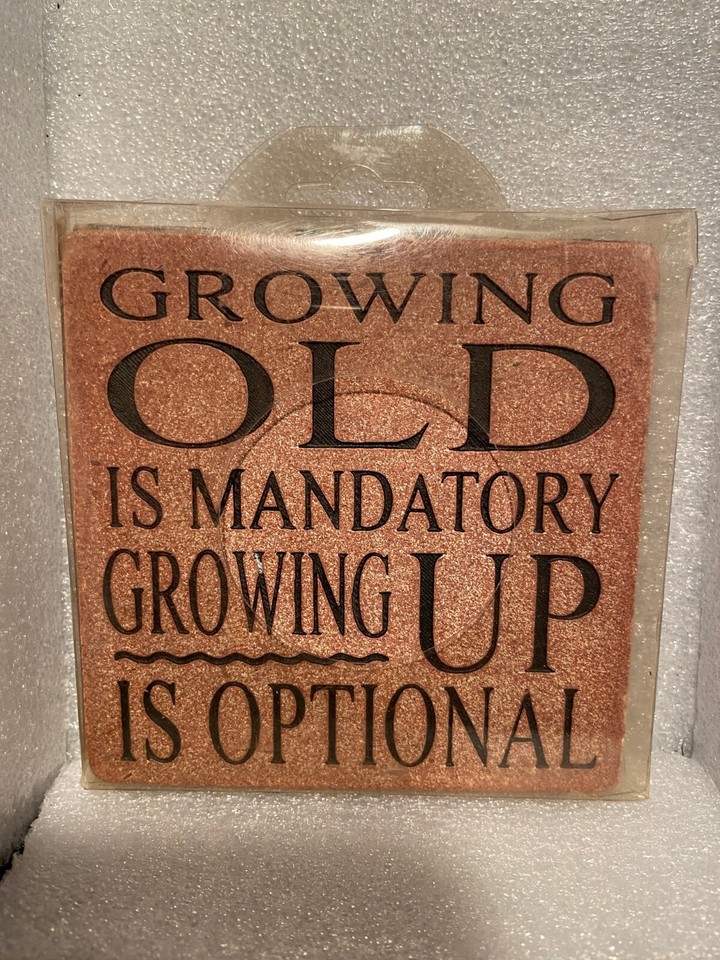 GROWING
OLD
IS MANDATORY
GROWING UP
IS OPTIONAL